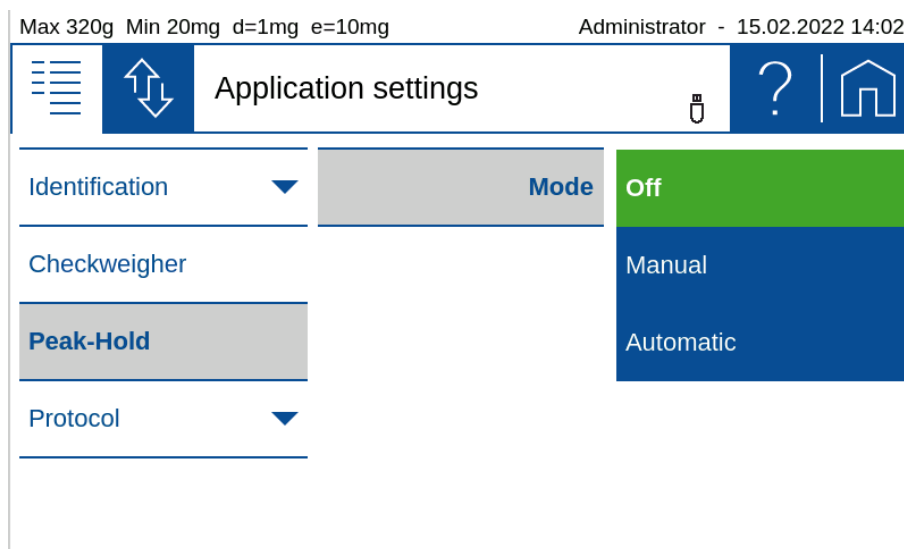 Max 320g Min 20mg d=1mg e=10mg Administrator - 15.02.2022 14:02
Application settings ?
Identification Mode Off
Checkweigher Manual
Peak-Hold Automatic
Protocol